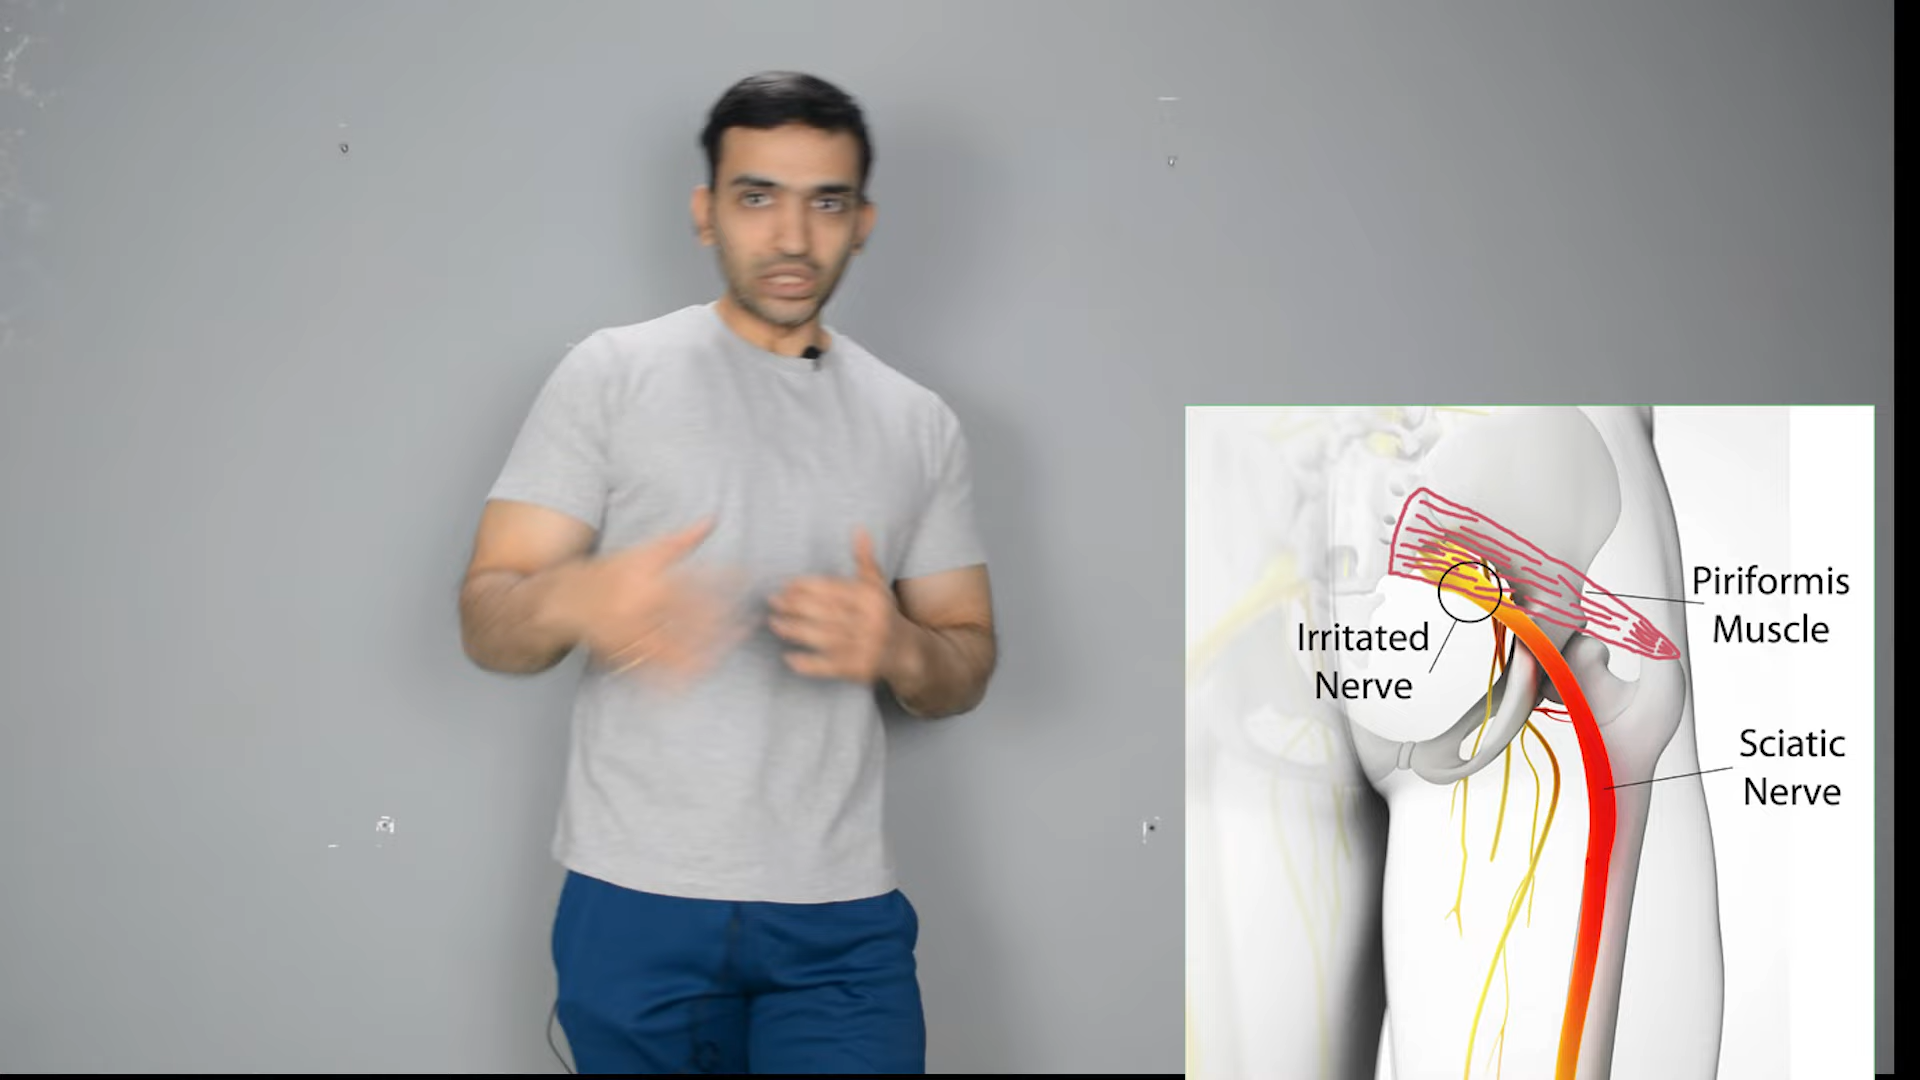 Piriformis
Muscle
Irritated
Nerve
Sciatic
Nerve